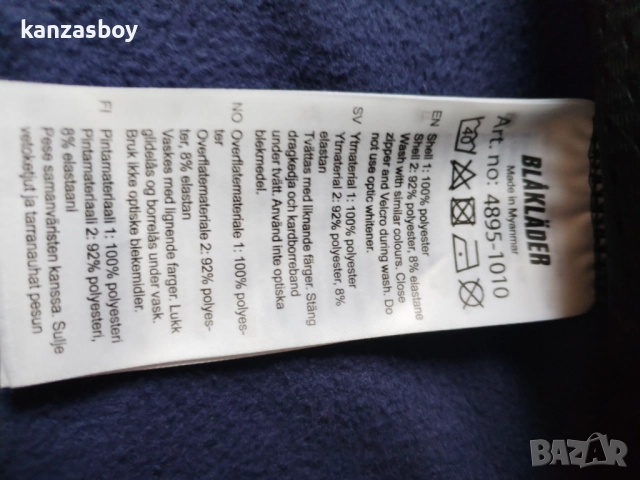 kanzasboy
BLÅKLÄDER
Made in Myanmar
Art. no: 4895-1010
40
EN
Shell 1: 100% polyester
Shell 2: 92% polyester, 8% elastane
Wash with similar colours. Close
zipper and Velcro during wash. Do
not use optic whitener.
SV
Ytmaterial 1: 100% polyester
Ytmaterial 2: 92% polyester, 8%
elastan
Tvättas med liknande färger. Stäng
dragkedja och kardborreband
under tvätt. Använd inte optiska
blekmedel.
NO
Overflatemateriale 1: 100% polyes-
ter
Overflatemateriale 2: 92% polyes-
ter, 8% elastan
Vaskes med lignende farger. Lukk
glidelås og borrelås under vask.
Bruk ikke optiske blekemidler.
FI
Pintamateriaali 1: 100% polyesteri
Pintamateriaali 2: 92% polyesteri,
8% elastaani
Pese samanväristen kanssa. Sulje
vetoketjut ja tarranauhat pesun
BAZAR
bg